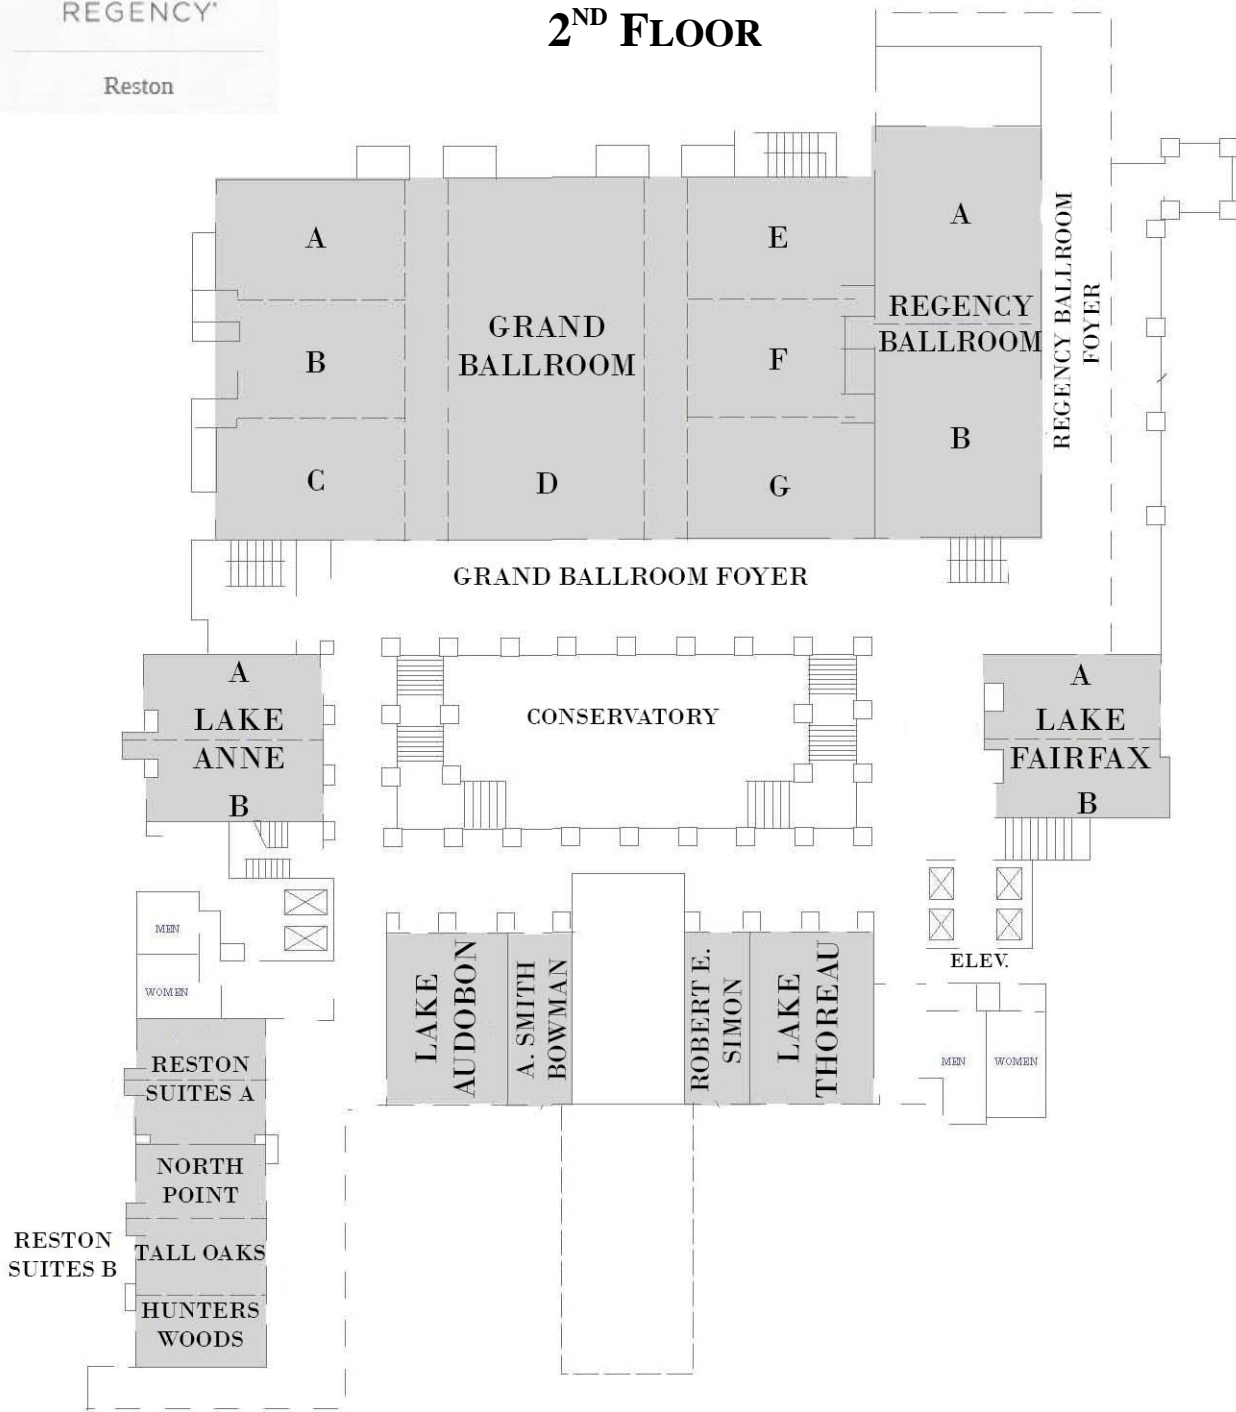 REGENCY®
Reston
2ND FLOOR
A
E
A
REGENCY BALLROOM
FOYER
GRAND
BALLROOM
REGENCY
BALLROOM
B
F
B
C
D
G
GRAND BALLROOM FOYER
A
LAKE
ANNE
B
CONSERVATORY
A
LAKE
FAIRFAX
B
MEN
WOMEN
LAKE
AUDOBON
A. SMITH
BOWMAN
ROBERT E.
SIMON
LAKE
THOREAU
ELEV.
MEN
WOMEN
RESTON
SUITES A
NORTH
POINT
RESTON
SUITES B
TALL OAKS
HUNTERS
WOODS